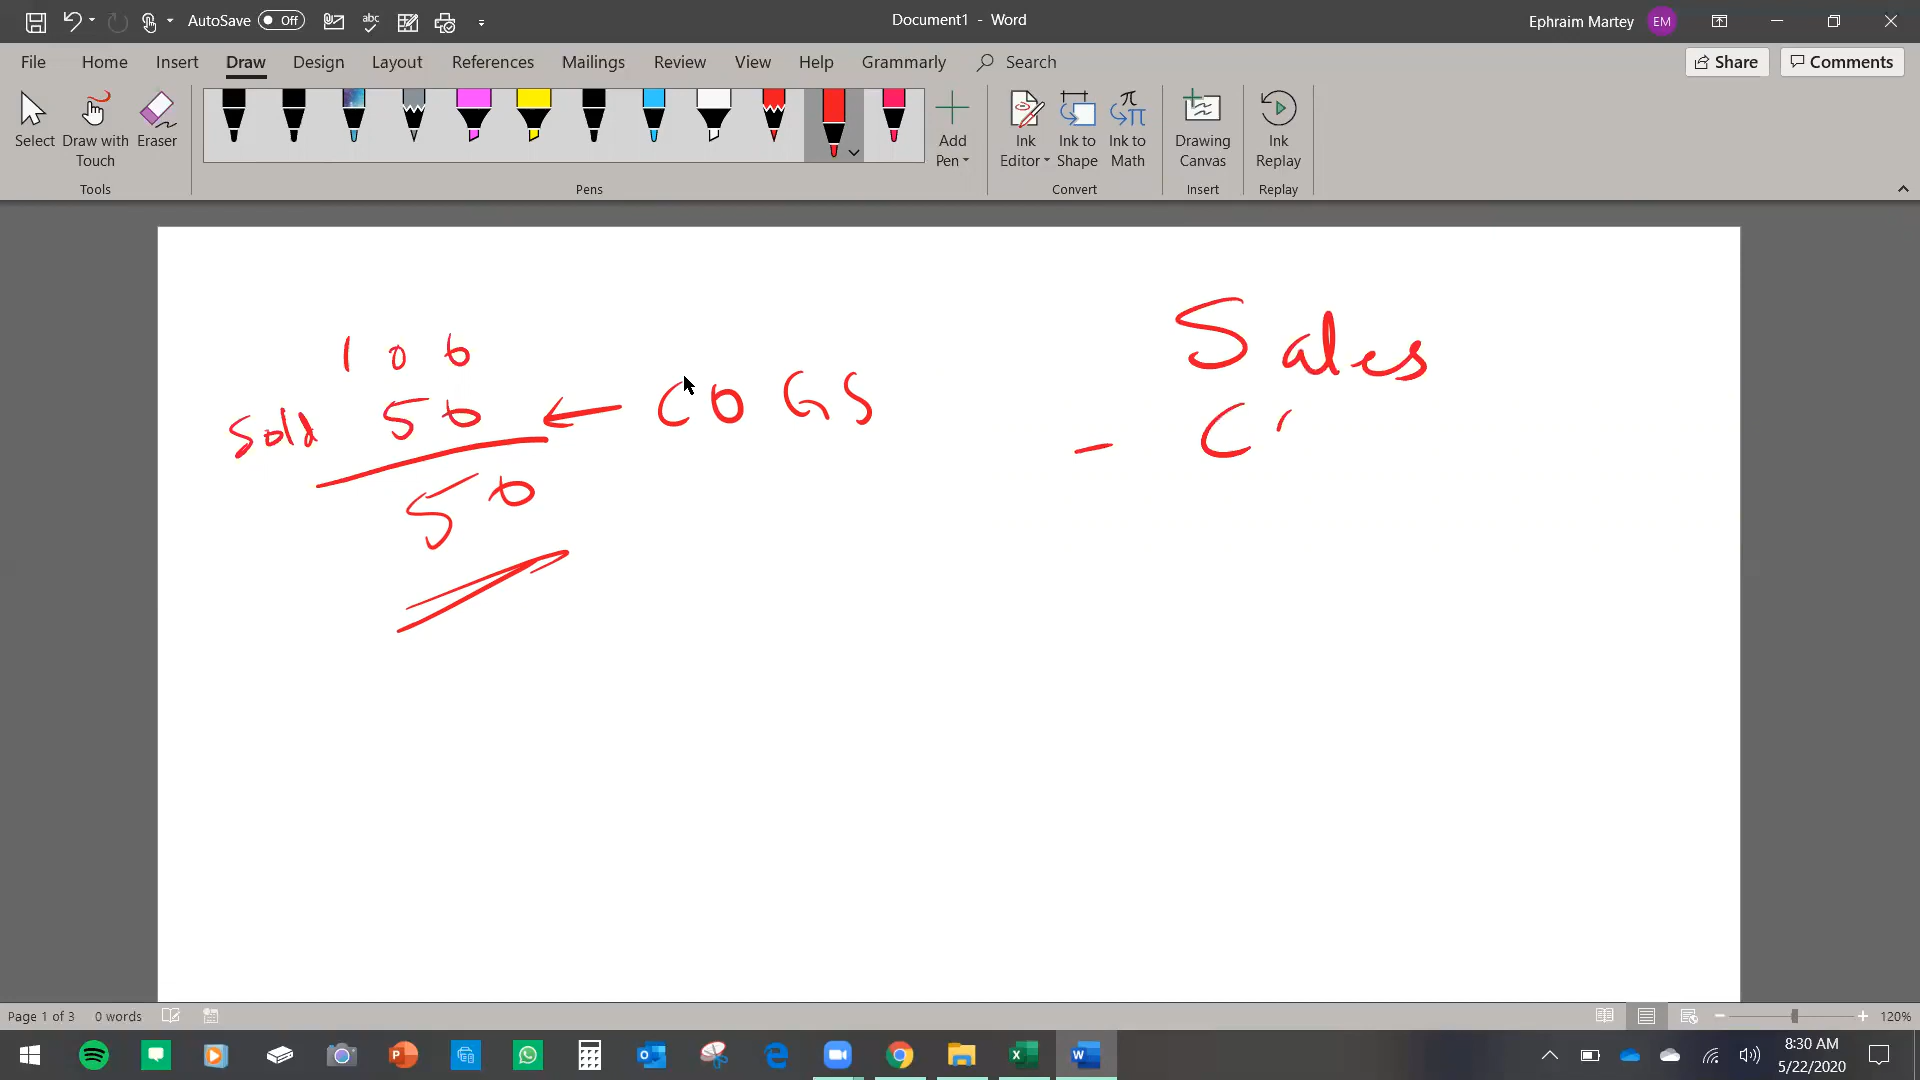 AutoSave Off
Document1 - Word
Ephraim Martey EM
File Home Insert Draw Design Layout References Mailings Review View Help Grammarly Search Share Comments
Select Draw with Touch Eraser
Add Pen
Ink Editor
Ink to Shape
Ink to Math
Drawing Canvas
Ink Replay
Tools Pens Convert Insert Replay
100
Sold 50 COGS
50
Sales
- C
Page 1 of 3 0 words 120%
8:30 AM
5/22/2020